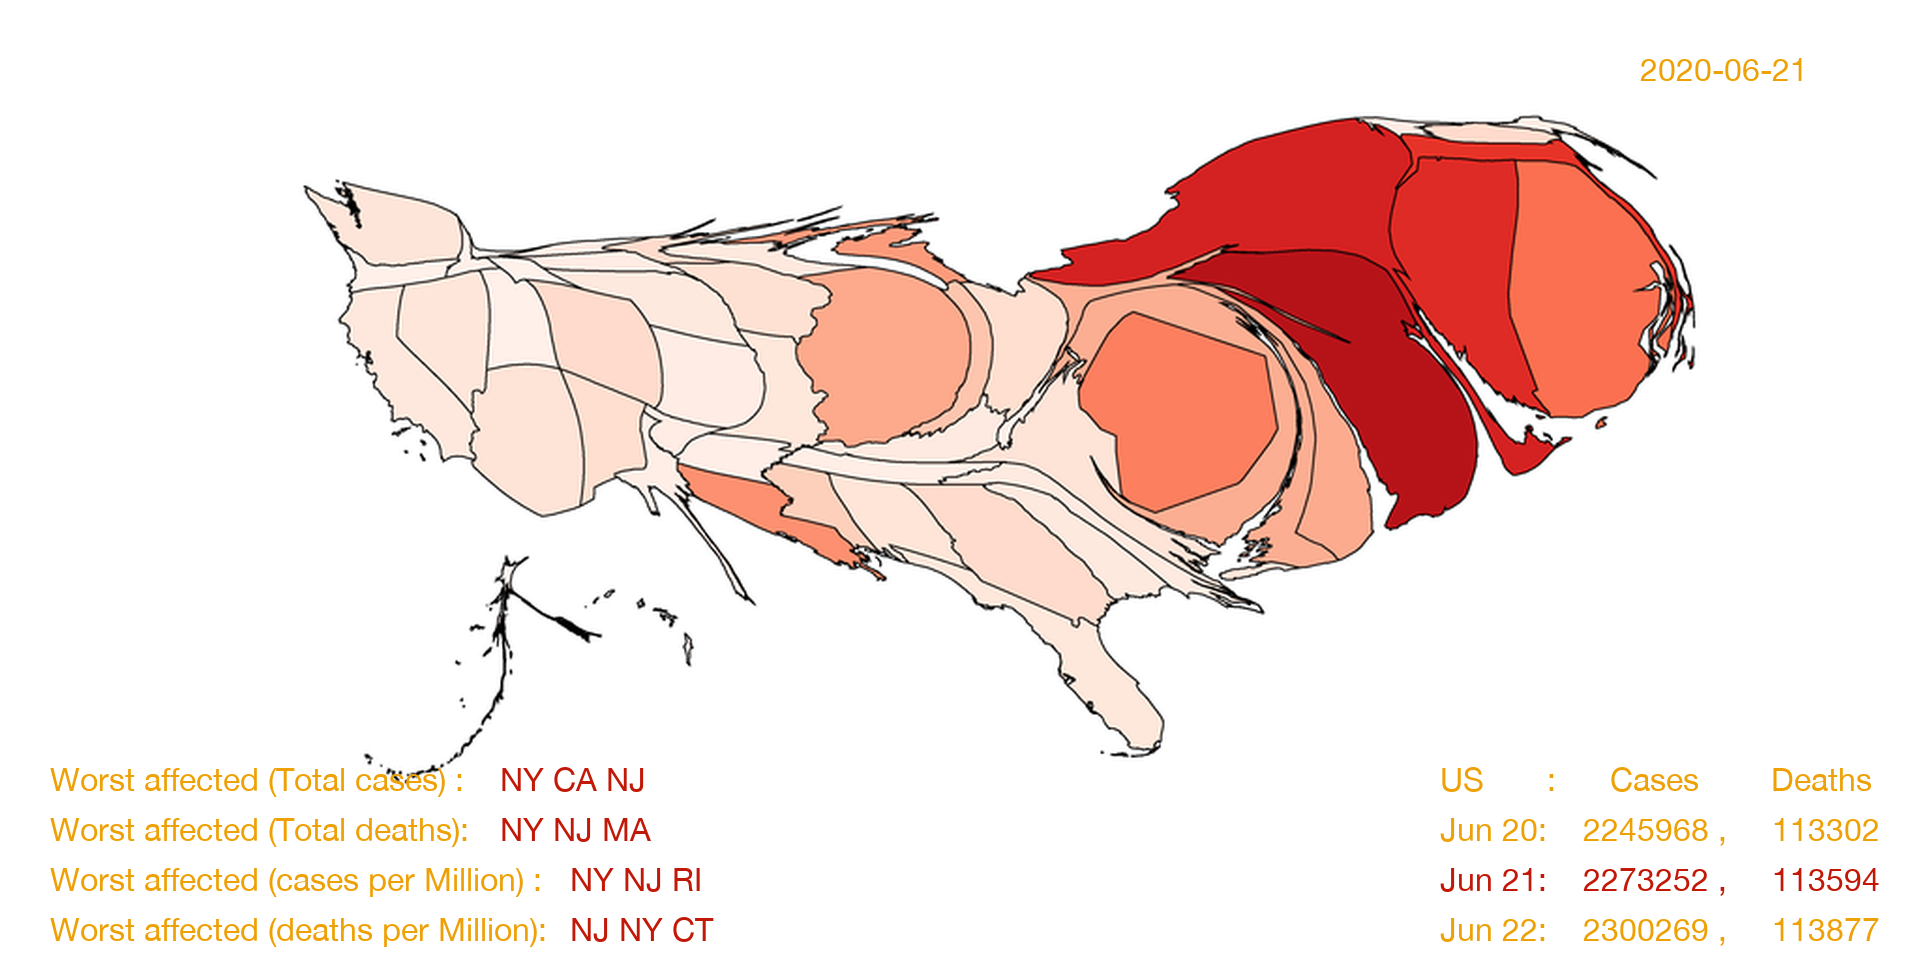 2020-06-21
Worst affected (Total cases) : NY CA NJ
Worst affected (Total deaths): NY NJ MA
Worst affected (cases per Million) : NY NJ RI
Worst affected (deaths per Million): NJ NY CT
US : Cases Deaths
Jun 20: 2245968 , 113302
Jun 21: 2273252 , 113594
Jun 22: 2300269 , 113877